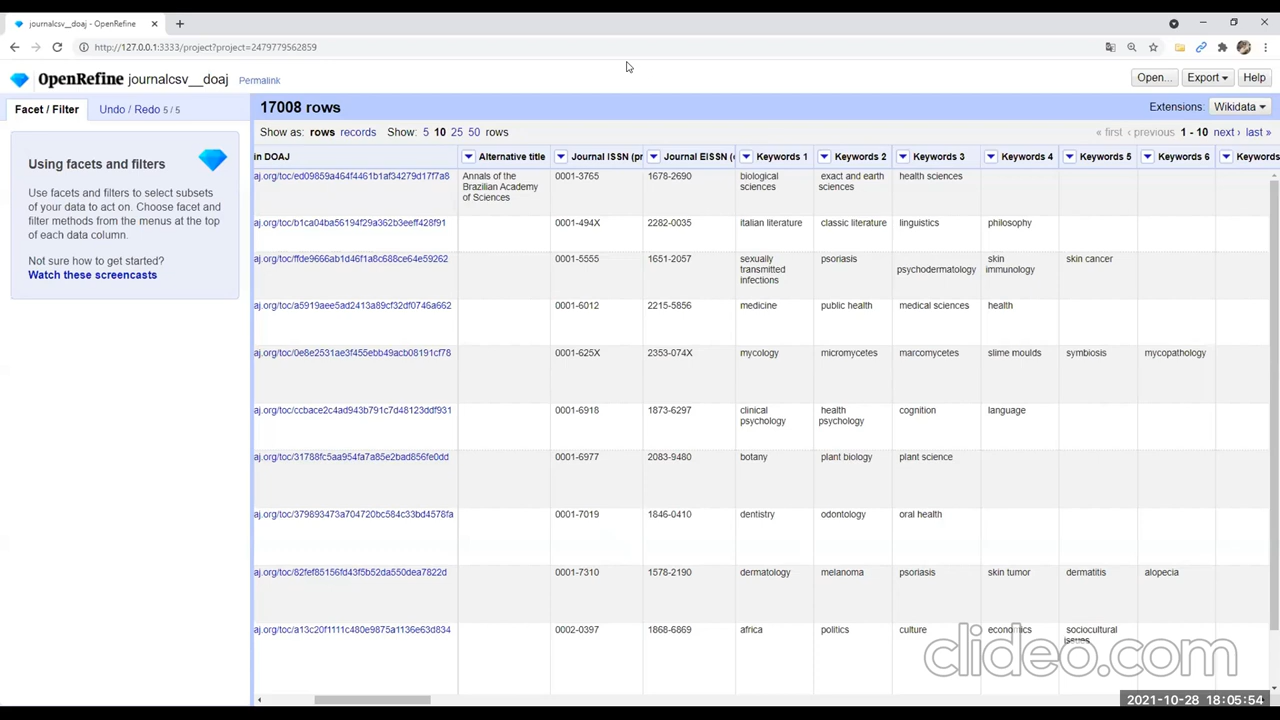 journalcsv__doaj - OpenRefine
http://127.0.0.1:3333/project?project=2479779562859
OpenRefine journalcsv__doaj Permalink
Open... Export Help
Facet / Filter
Undo / Redo 5 / 5
17008 rows
Extensions: Wikidata
Show as: rows records Show: 5 10 25 50 rows
« first ‹ previous 1 - 10 next › last »
Using facets and filters
Use facets and filters to select subsets
of your data to act on. Choose facet and
filter methods from the menus at the top
of each data column.
Not sure how to get started?
Watch these screencasts
in DOAJ Alternative title Journal ISSN (pr Journal EISSN ( Keywords 1 Keywords 2 Keywords 3 Keywords 4 Keywords 5 Keywords 6 Keywords
aj.org/toc/ed09859a464f4461b1af34279d17f7a8 Annals of the Brazilian Academy of Sciences 0001-3765 1678-2690 biological sciences exact and earth sciences health sciences
aj.org/toc/b1ca04ba56194f29a362b3eeff428f91 0001-494X 2282-0035 italian literature classic literature linguistics philosophy
aj.org/toc/ffde9666ab1d46f1a8c688ce64e59262 0001-5555 1651-2057 sexually transmitted infections psoriasis psychodermatology skin immunology skin cancer
aj.org/toc/a5919aee5ad2413a89cf32df0746a662 0001-6012 2215-5856 medicine public health medical sciences health
aj.org/toc/0e8e2531ae3f455ebb49acb08191cf78 0001-625X 2353-074X mycology micromycetes marcomycetes slime moulds symbiosis mycopathology
aj.org/toc/ccbace2c4ad943b791c7d48123ddf931 0001-6918 1873-6297 clinical psychology health psychology cognition language
aj.org/toc/31788fc5aa954fa7a85e2bad856fe0dd 0001-6977 2083-9480 botany plant biology plant science
aj.org/toc/379893473a704720bc584c33bd4578fa 0001-7019 1846-0410 dentistry odontology oral health
aj.org/toc/82fef85156fd43f5b52da550dea7822d 0001-7310 1578-2190 dermatology melanoma psoriasis skin tumor dermatitis alopecia
aj.org/toc/a13c20f1111c480e9875a1136e63d834 0002-0397 1868-6869 africa politics culture economics sociocultural issues
clideo.com
2021-10-28 18:05:54